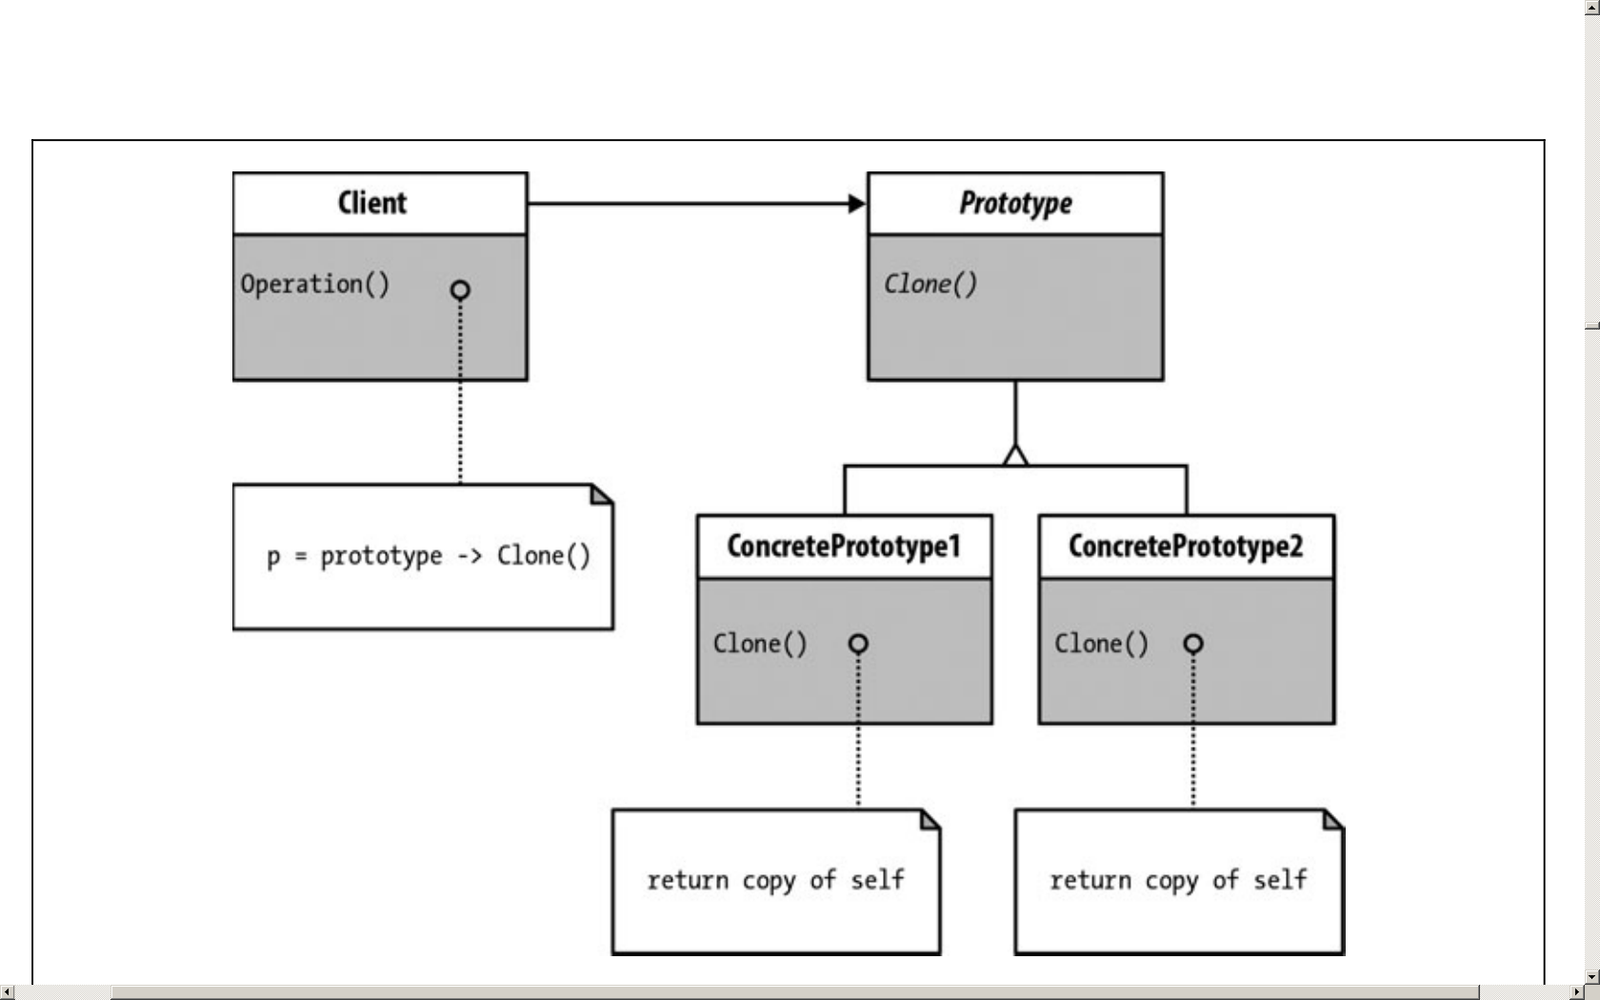 Client
Prototype
Operation()
Clone()
p = prototype -> Clone()
ConcretePrototype1
ConcretePrototype2
Clone()
Clone()
return copy of self
return copy of self